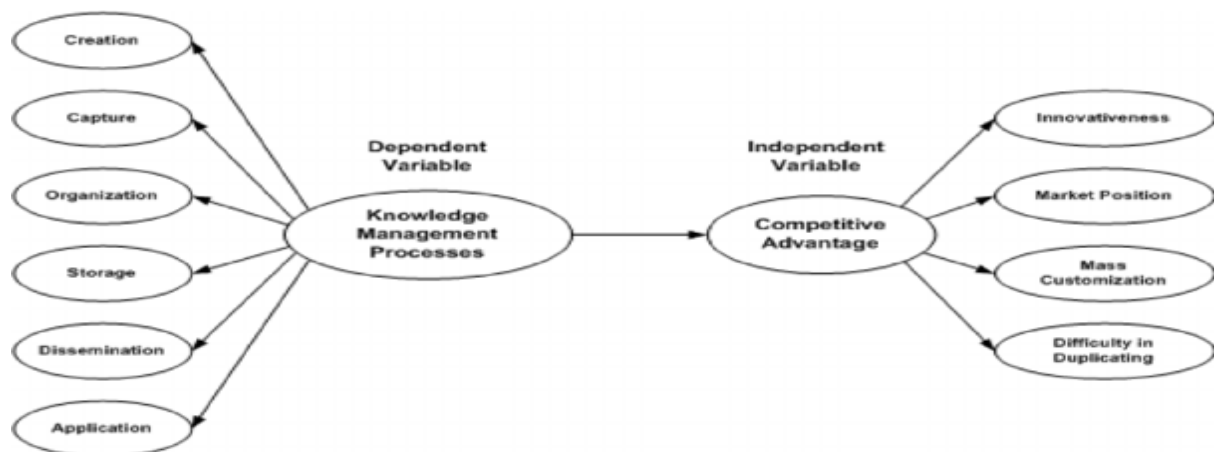 Creation
Capture
Organization
Storage
Dissemination
Application
Dependent
Variable
Knowledge
Management
Processes
Independent
Variable
Competitive
Advantage
Innovativeness
Market Position
Mass
Customization
Difficulty in
Duplicating